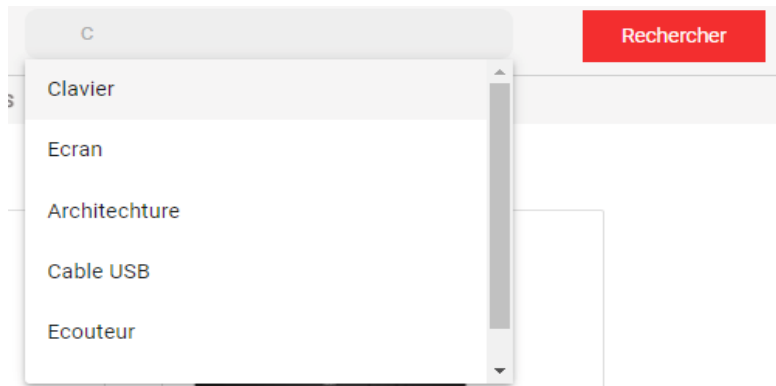 C
Rechercher
Clavier
s
Ecran
Architechture
Cable USB
Ecouteur